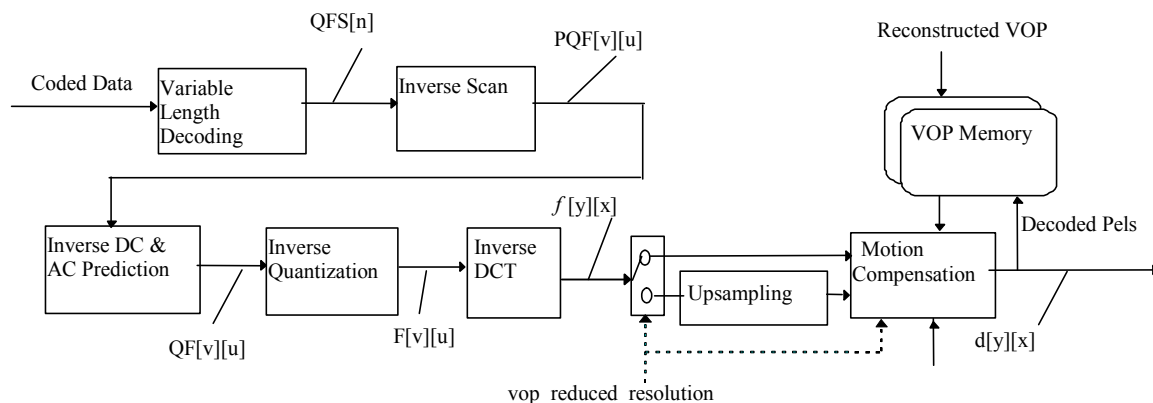 QFS[n]
PQF[v][u]
Reconstructed VOP
Coded Data
Variable
Length
Decoding
Inverse Scan
VOP Memory
f [y][x]
Decoded Pels
Inverse DC &
AC Prediction
Inverse
Quantization
Inverse
DCT
Motion
Compensation
Upsampling
QF[v][u]
F[v][u]
d[y][x]
vop reduced resolution